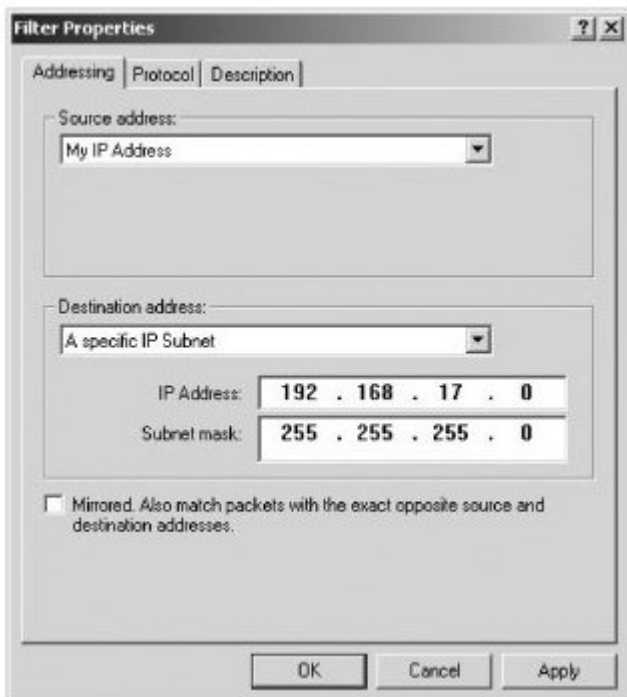 Filter Properties
Addressing Protocol Description
Source address:
My IP Address
Destination address:
A specific IP Subnet
IP Address: 192 . 168 . 17 . 0
Subnet mask: 255 . 255 . 255 . 0
Mirrored. Also match packets with the exact opposite source and
destination addresses.
OK Cancel Apply